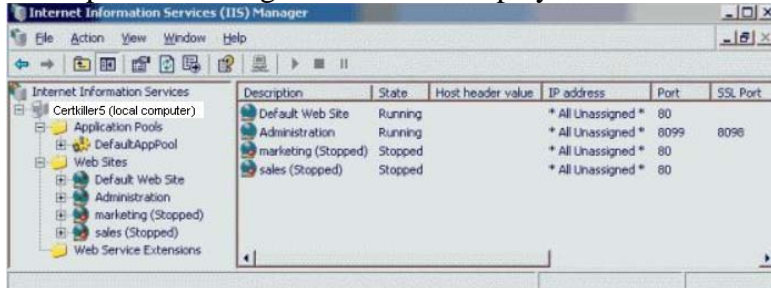 Internet Information Services (IIS) Manager
File Action View Window Help
Internet Information Services
Certkiller5 (local computer)
Application Pools
DefaultAppPool
Web Sites
Default Web Site
Administration
marketing (Stopped)
sales (Stopped)
Web Service Extensions
Description State Host header value IP address Port SSL Port
Default Web Site Running * All Unassigned * 80
Administration Running * All Unassigned * 8099 8098
marketing (Stopped) Stopped * All Unassigned * 80
sales (Stopped) Stopped * All Unassigned * 80